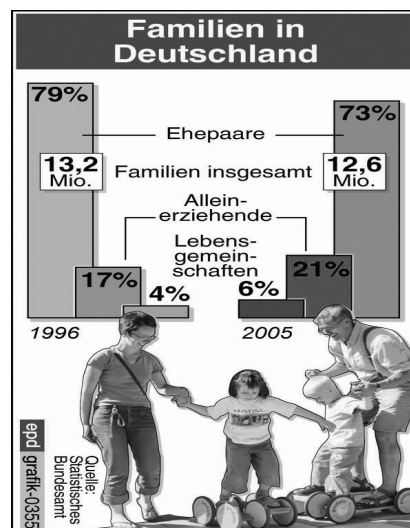 Familien in
Deutschland
79%
73%
Ehepaare
13,2
Mio.
Familien insgesamt
12,6
Mio.
Allein-
erziehende
Lebens-
gemein-
schaften
17%
4%
6%
21%
1996
2005
Quelle:
Statistisches
Bundesamt
epd grafik-0355